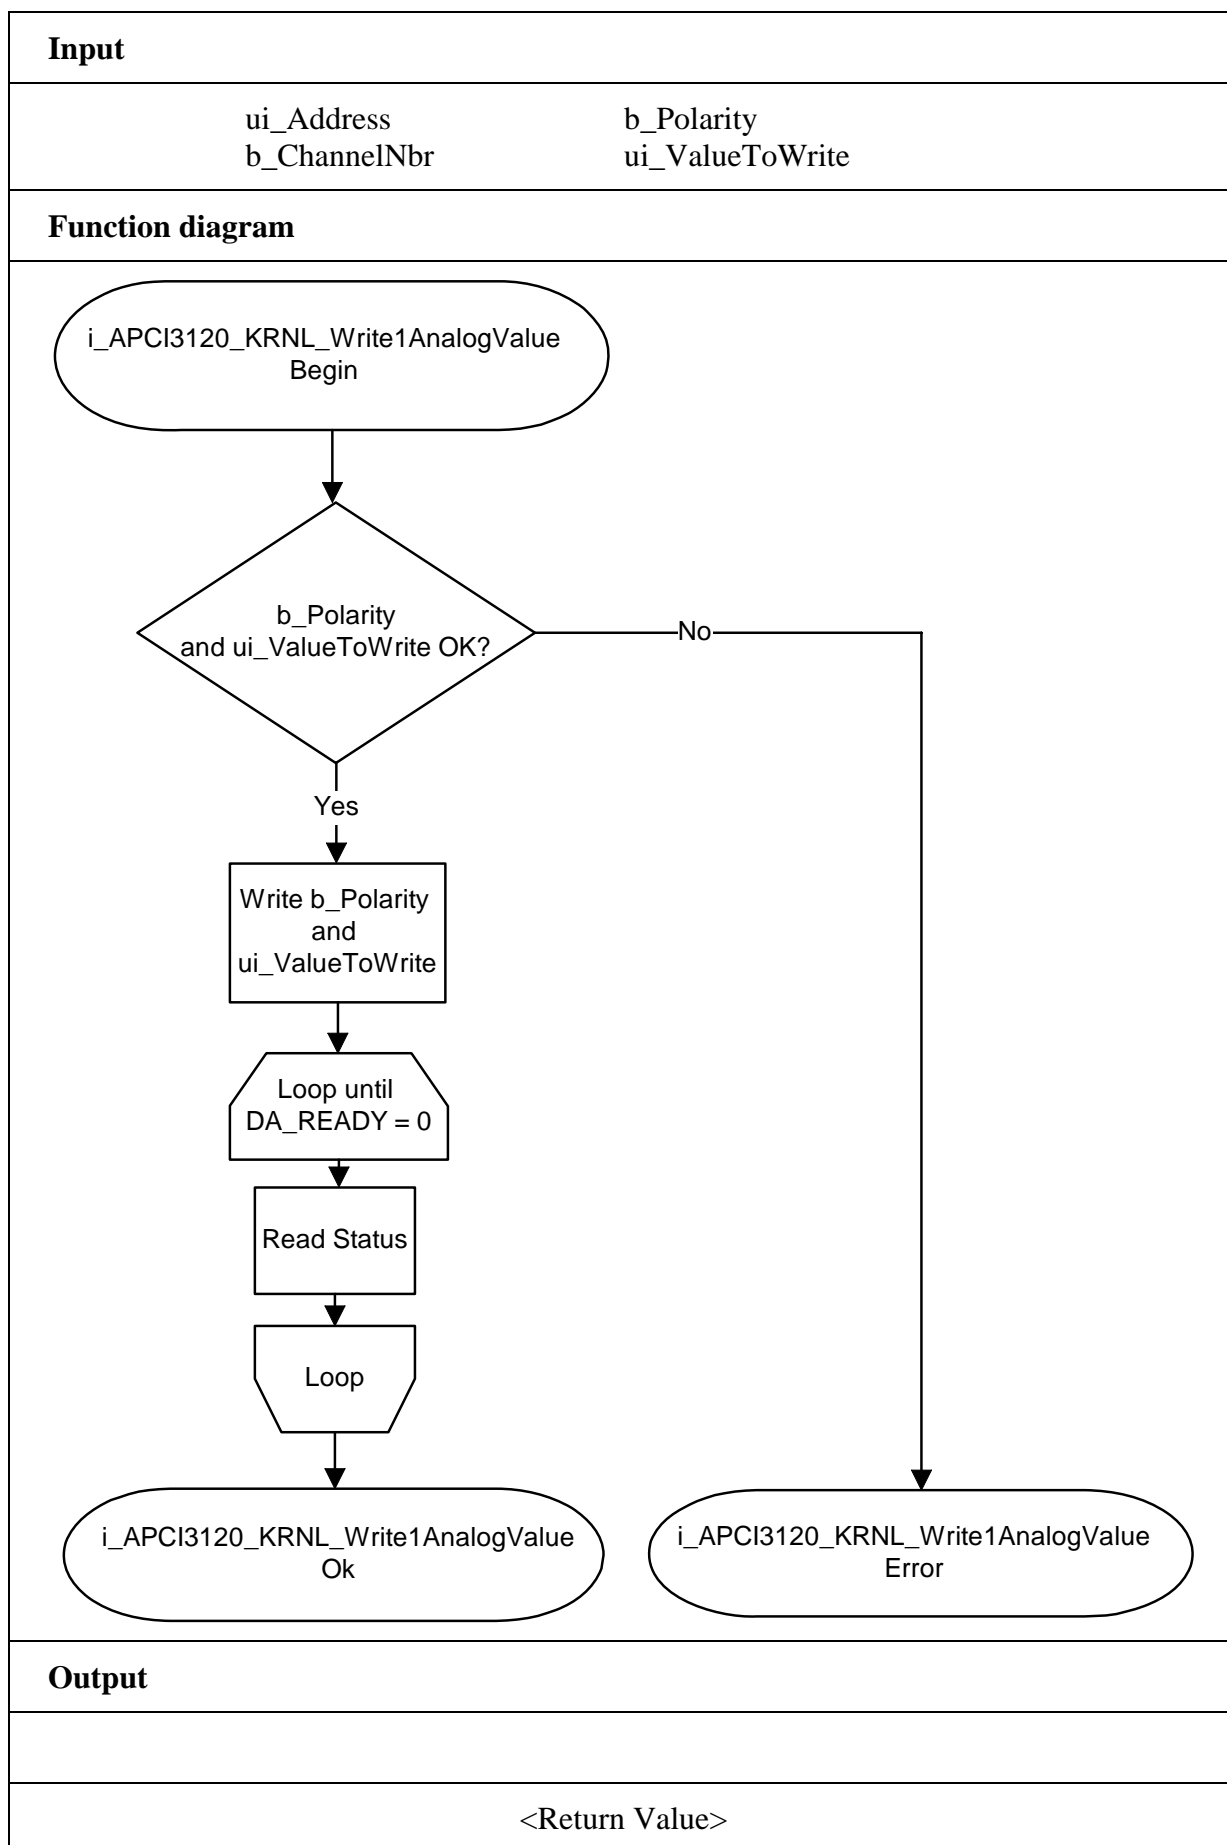 Input
ui_Address b_Polarity
b_ChannelNbr ui_ValueToWrite
Function diagram
i_APCI3120_KRNL_Write1AnalogValue
Begin
b_Polarity
and ui_ValueToWrite OK?
No
Yes
Write b_Polarity
and
ui_ValueToWrite
Loop until
DA_READY = 0
Read Status
Loop
i_APCI3120_KRNL_Write1AnalogValue
Ok
i_APCI3120_KRNL_Write1AnalogValue
Error
Output
<Return Value>